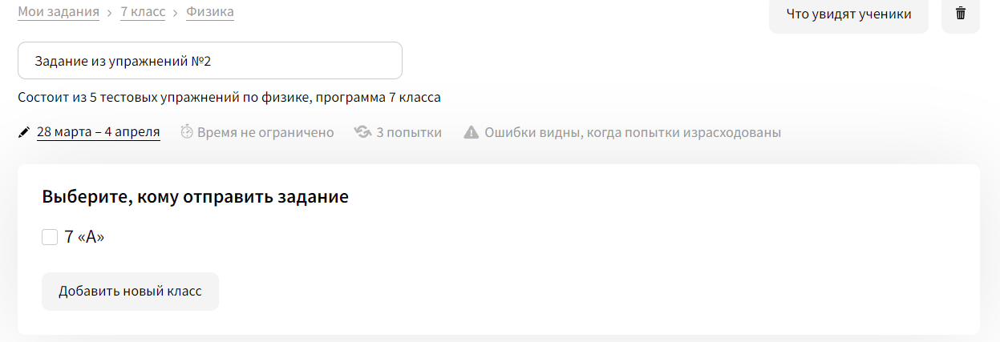 Мои задания › 7 класс › Физика
Что увидят ученики
Задание из упражнений №2
Состоит из 5 тестовых упражнений по физике, программа 7 класса
28 марта – 4 апреля Время не ограничено 3 попытки Ошибки видны, когда попытки израсходованы
Выберите, кому отправить задание
7 «А»
Добавить новый класс